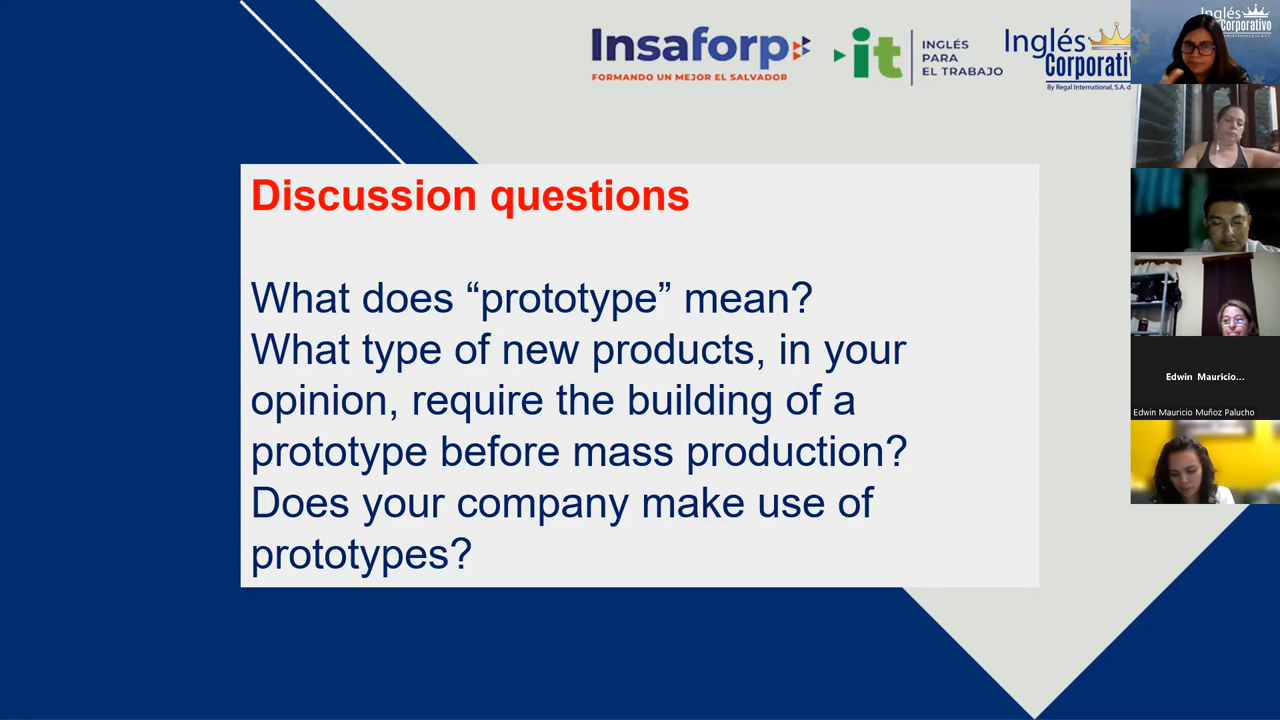 Insaforp
FORMANDO UN MEJOR EL SALVADOR
it
INGLÉS
PARA
EL TRABAJO
Inglés
Corporativ
By Regal International, S.A. d
Inglés
Corporativo
Discussion questions
What does “prototype” mean?
What type of new products, in your
opinion, require the building of a
prototype before mass production?
Does your company make use of
prototypes?
Edwin Mauricio...
Edwin Mauricio Muñoz Palucho